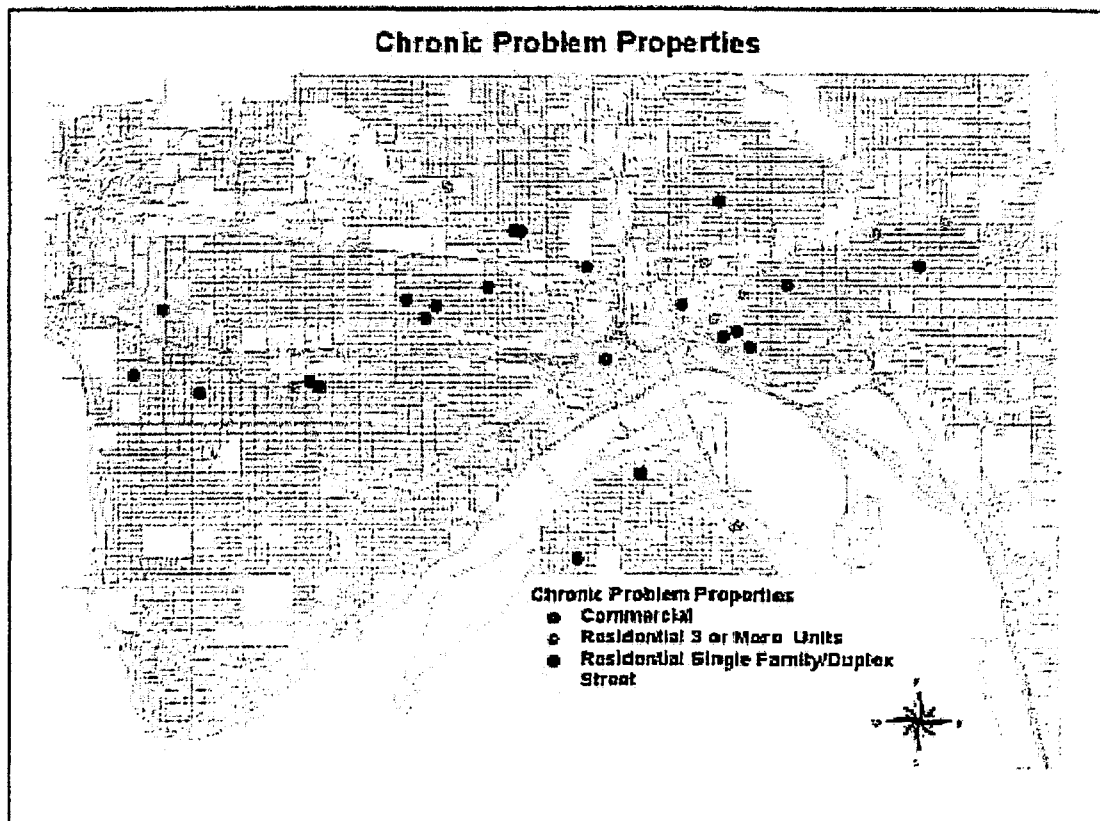 Chronic Problem Properties
Chronic Problem Properties
Commercial
Residential 3 or More Units
Residential Single Family/Duplex
Street